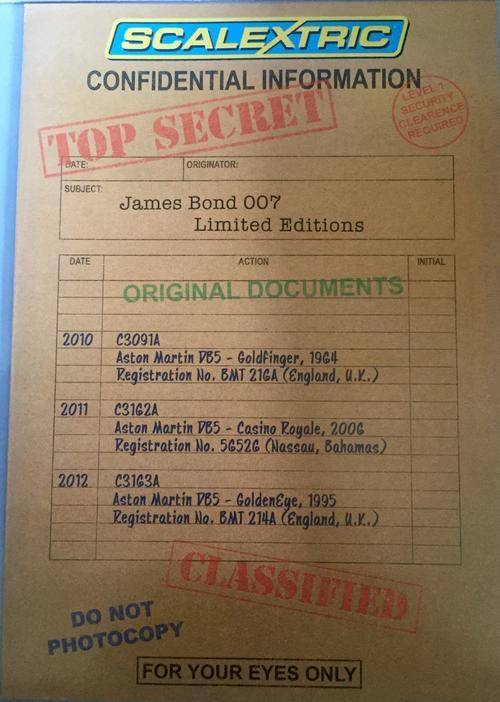 SCALEXTRIC
CONFIDENTIAL INFORMATION
TOP SECRET
LEVEL 1
SECURITY
CLEARENCE
REQUIRED
DATE:
ORIGINATOR:
SUBJECT:
James Bond 007
Limited Editions
DATE ACTION INITIAL
ORIGINAL DOCUMENTS
2010 C3091A
Aston Martin DB5 - Goldfinger, 1964
Registration No. BMT 216A (England, U.K.)
2011 C3162A
Aston Martin DB5 - Casino Royale, 2006
Registration No. 56526 (Nassau, Bahamas)
2012 C3163A
Aston Martin DB5 - GoldenEye, 1995
Registration No. BMT 214A (England, U.K.)
CLASSIFIED
DO NOT
PHOTOCOPY
FOR YOUR EYES ONLY